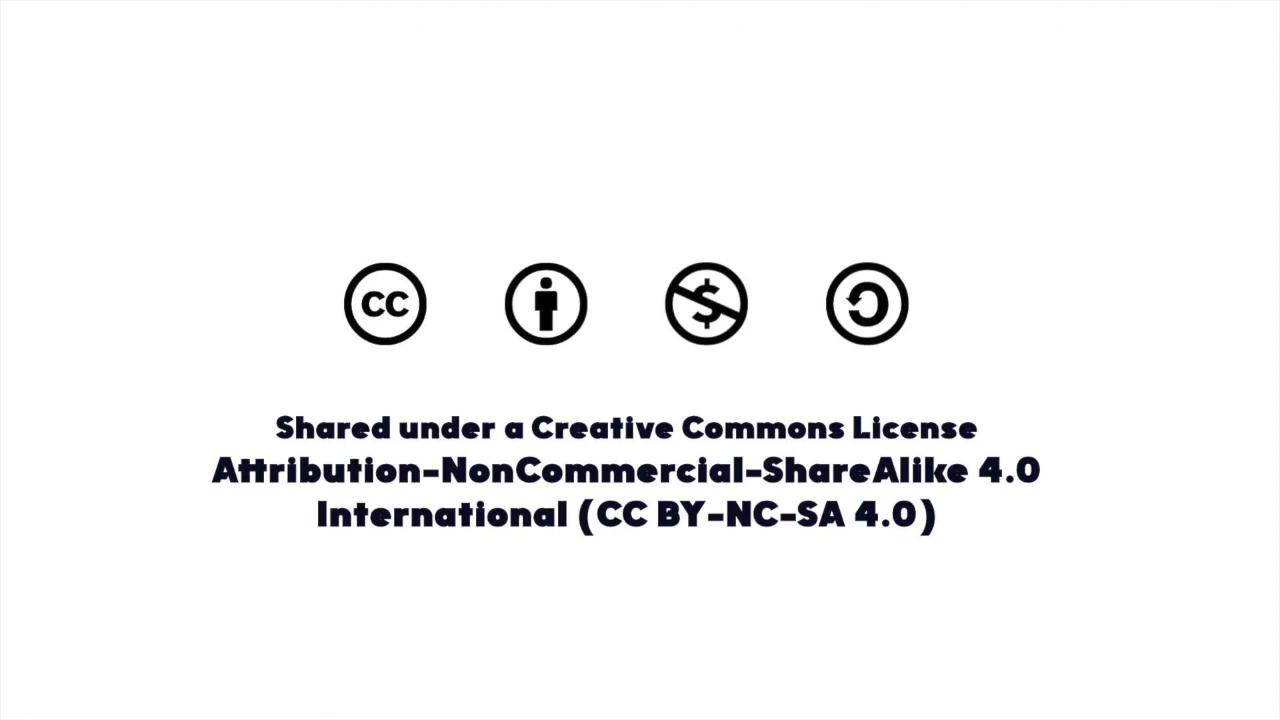 cc
Shared under a Creative Commons License
Attribution-NonCommercial-ShareAlike 4.0
International (CC BY-NC-SA 4.0)